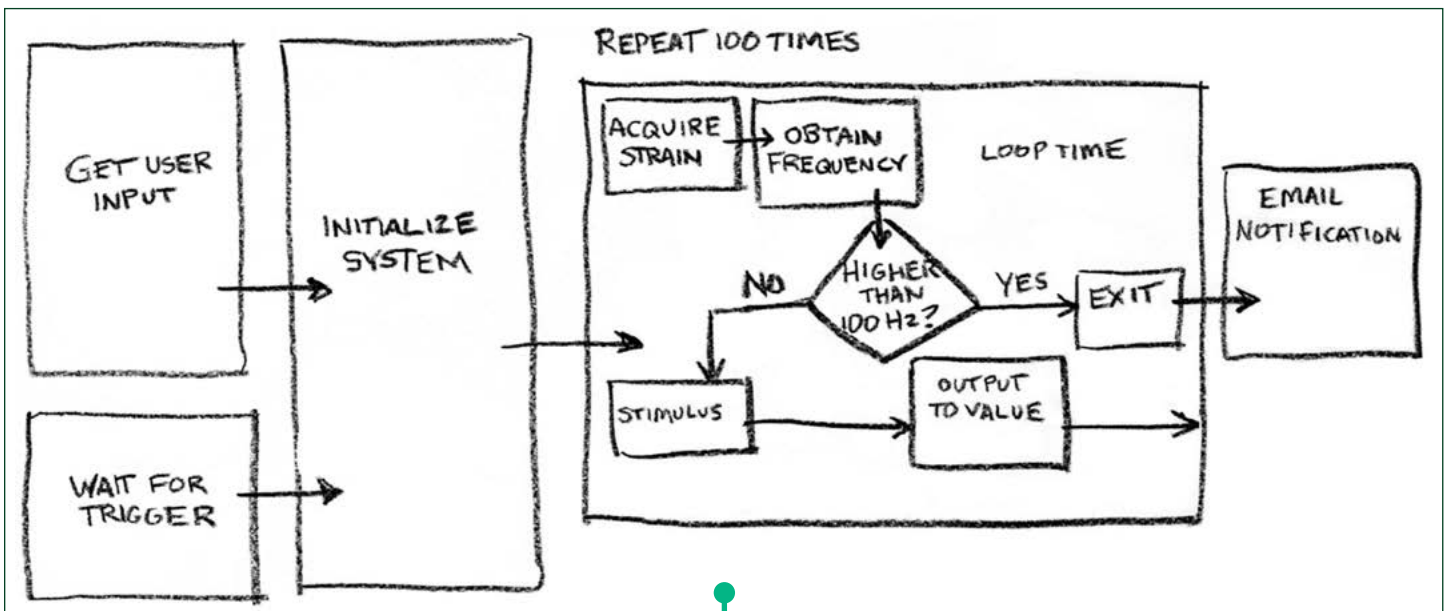 GET USER
INPUT
WAIT FOR
TRIGGER
INITIALIZE
SYSTEM
REPEAT 100 TIMES
ACQUIRE
STRAIN
OBTAIN
FREQUENCY
LOOP TIME
HIGHER
THAN
100 Hz?
NO
YES
EXIT
STIMULUS
OUTPUT
TO VALUE
EMAIL
NOTIFICATION